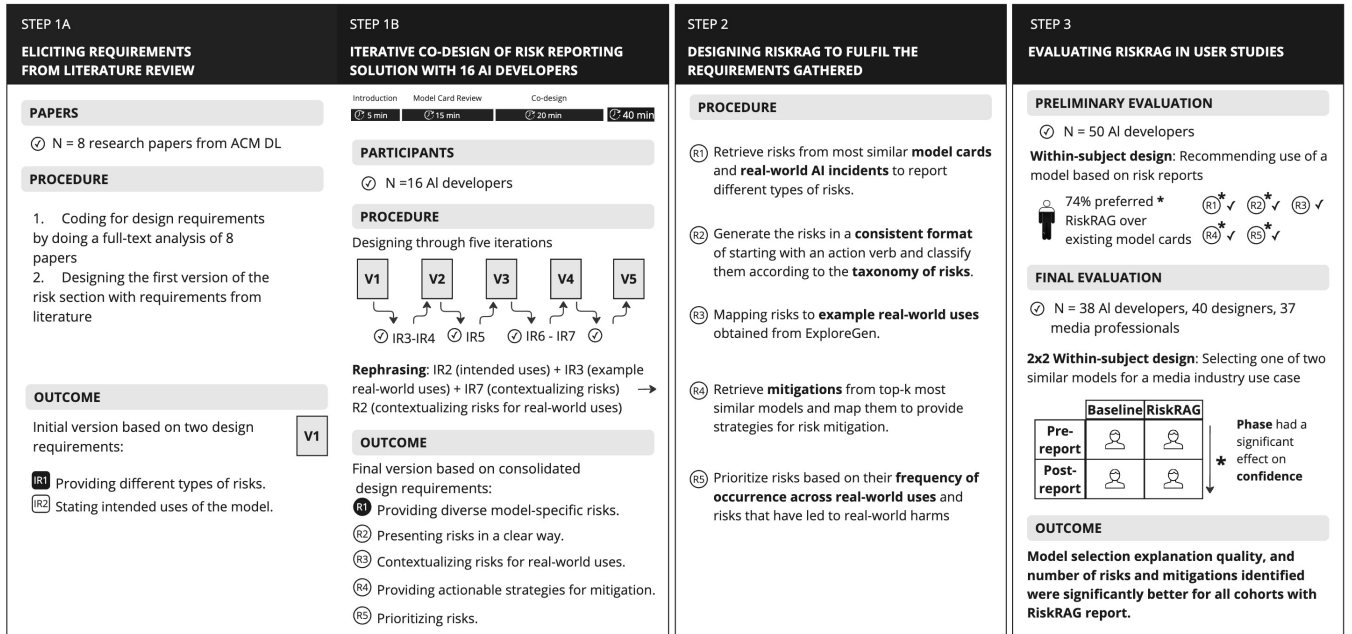 STEP 1A
ELICITING REQUIREMENTS
FROM LITERATURE REVIEW
PAPERS
N = 8 research papers from ACM DL
PROCEDURE
1. Coding for design requirements
by doing a full-text analysis of 8
papers
2. Designing the first version of the
risk section with requirements from
literature
OUTCOME
Initial version based on two design
requirements:
V1
IR1 Providing different types of risks.
IR2 Stating intended uses of the model.
STEP 1B
ITERATIVE CO-DESIGN OF RISK REPORTING
SOLUTION WITH 16 AI DEVELOPERS
Introduction Model Card Review Co-design
5 min 15 min 20 min 40 min
PARTICIPANTS
N =16 AI developers
PROCEDURE
Designing through five iterations
V1 V2 V3 V4 V5
IR3-IR4 IR5 IR6 - IR7
Rephrasing: IR2 (intended uses) + IR3 (example
real-world uses) + IR7 (contextualizing risks) →
R2 (contextualizing risks for real-world uses)
OUTCOME
Final version based on consolidated
design requirements:
R1 Providing diverse model-specific risks.
R2 Presenting risks in a clear way.
R3 Contextualizing risks for real-world uses.
R4 Providing actionable strategies for mitigation.
R5 Prioritizing risks.
STEP 2
DESIGNING RISKRAG TO FULFIL THE
REQUIREMENTS GATHERED
PROCEDURE
R1 Retrieve risks from most similar model cards
and real-world AI incidents to report
different types of risks.
R2 Generate the risks in a consistent format
of starting with an action verb and classify
them according to the taxonomy of risks.
R3 Mapping risks to example real-world uses
obtained from ExploreGen.
R4 Retrieve mitigations from top-k most
similar models and map them to provide
strategies for risk mitigation.
R5 Prioritize risks based on their frequency of
occurrence across real-world uses and
risks that have led to real-world harms
STEP 3
EVALUATING RISKRAG IN USER STUDIES
PRELIMINARY EVALUATION
N = 50 AI developers
Within-subject design: Recommending use of a
model based on risk reports
74% preferred *
RiskRAG over
existing model cards
R1 * ✓ R2 * ✓ R3 ✓
R4 * ✓ R5 * ✓
FINAL EVALUATION
N = 38 AI developers, 40 designers, 37
media professionals
2x2 Within-subject design: Selecting one of two
similar models for a media industry use case
Baseline RiskRAG
Pre-
report
Post-
report
*
Phase had a
significant
effect on
confidence
OUTCOME
Model selection explanation quality, and
number of risks and mitigations identified
were significantly better for all cohorts with
RiskRAG report.